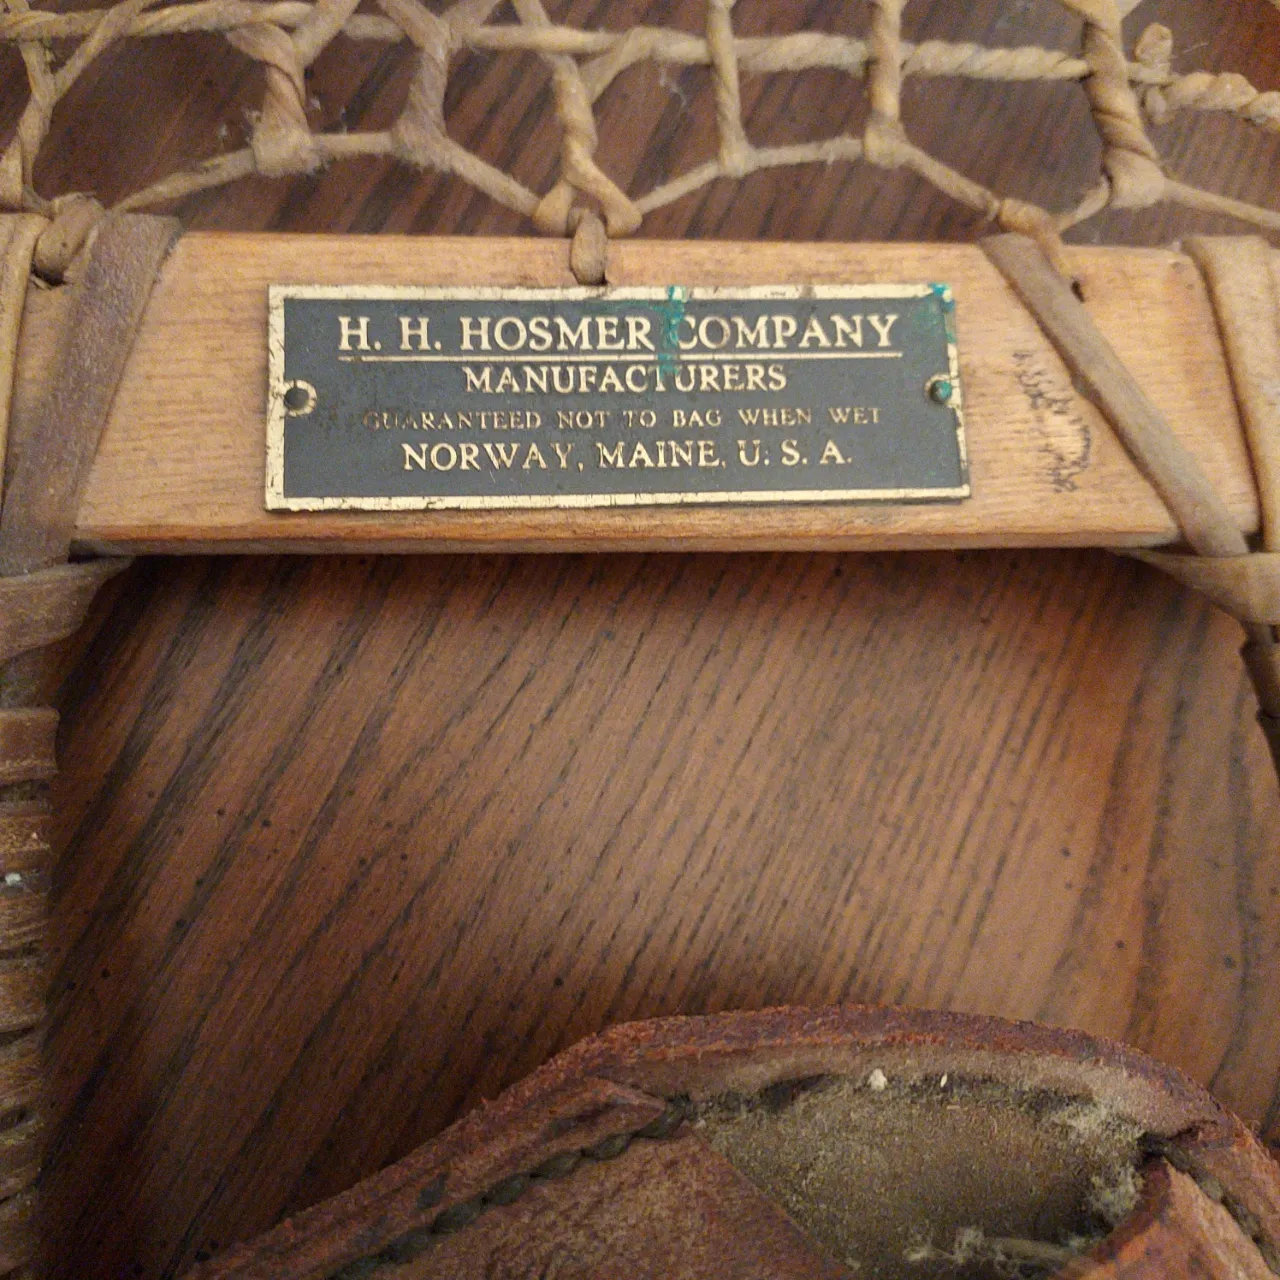 H. H. HOSMER COMPANY
MANUFACTURERS
GUARANTEED NOT TO BAG WHEN WET
NORWAY, MAINE, U. S. A.